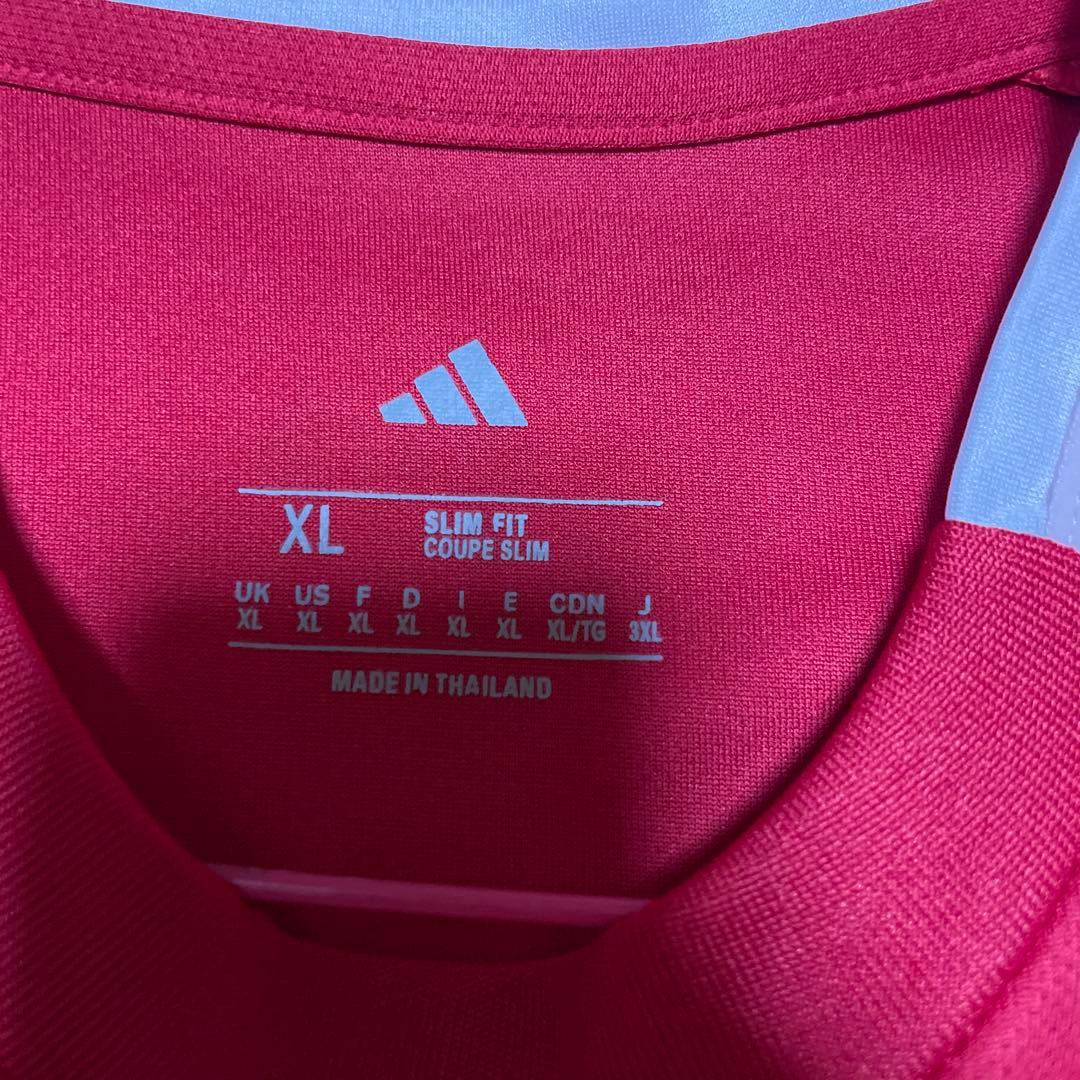 XL SLIM FIT
COUPE SLIM
UK US F D I E CDN J
XL XL XL XL XL XL XL/TG 3XL
MADE IN THAILAND